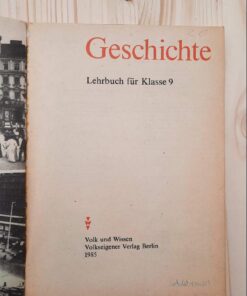 Geschichte
Lehrbuch für Klasse 9
Volk und Wissen
Volkseigener Verlag Berlin
1985